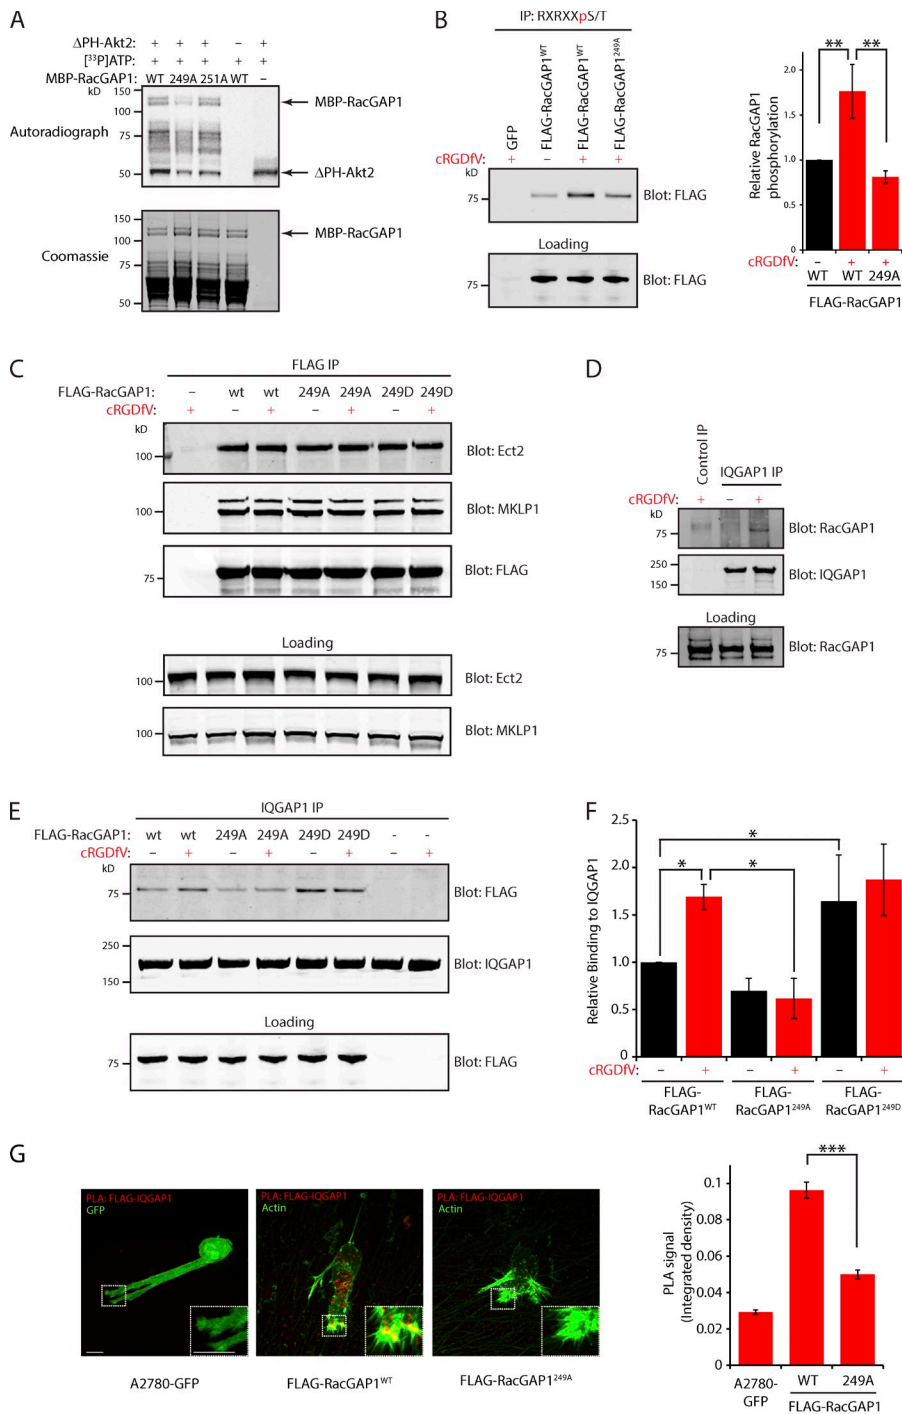 A
ΔPH-Akt2: + + + – +
[³³P]ATP: + + + + +
MBP-RacGAP1: WT 249A 251A WT –
kD
150
100
75
50
Autoradiograph
MBP-RacGAP1
ΔPH-Akt2
150
100
75
50
Coomassie
MBP-RacGAP1
B
IP: RXRXXpS/T
GFP
FLAG-RacGAP1WT
FLAG-RacGAP1WT
FLAG-RacGAP1249A
cRGDfV: + – + +
kD
75
Blot: FLAG
Loading
75
Blot: FLAG
Relative RacGAP1
phosphorylation
** **
2.0
1.5
1.0
0.5
0
cRGDfV: – + +
WT WT 249A
FLAG-RacGAP1
C
FLAG IP
FLAG-RacGAP1: – wt wt 249A 249A 249D 249D
cRGDfV: + – + – + – +
kD
100
Blot: Ect2
100
Blot: MKLP1
75
Blot: FLAG
Loading
100
Blot: Ect2
100
Blot: MKLP1
D
Control IP
IQGAP1 IP
cRGDfV: + – +
kD
75
Blot: RacGAP1
250
150
Blot: IQGAP1
Loading
75
Blot: RacGAP1
E
IQGAP1 IP
FLAG-RacGAP1: wt wt 249A 249A 249D 249D - -
cRGDfV: – + – + – + – +
kD
75
Blot: FLAG
250
150
Blot: IQGAP1
Loading
75
Blot: FLAG
F
Relative Binding to IQGAP1
2.5
2.0
1.5
1.0
0.5
0
*
* *
cRGDfV: – + – + – +
FLAG-
RacGAP1WT
FLAG-
RacGAP1249A
FLAG-
RacGAP1249D
G
PLA: FLAG-IQGAP1
GFP
A2780-GFP
PLA: FLAG-IQGAP1
Actin
FLAG-RacGAP1WT
PLA: FLAG-IQGAP1
Actin
FLAG-RacGAP1249A
PLA signal
(Integrated density)
***
0.1
0.08
0.06
0.04
0.02
0
A2780-
GFP
WT 249A
FLAG-RacGAP1